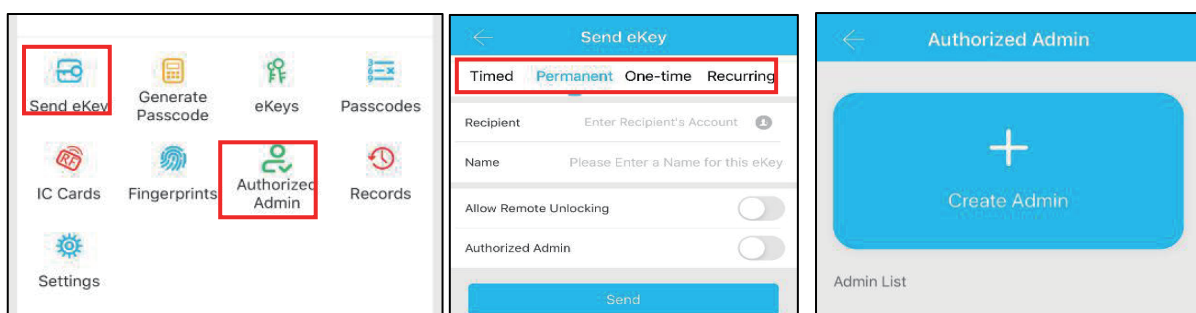 Send eKey
Generate
Passcode
eKeys
Passcodes
RF
IC Cards
Fingerprints
Authorized
Admin
Records
Settings
Send eKey
Timed Permanent One-time Recurring
Recipient Enter Recipient's Account
Name Please Enter a Name for this eKey
Allow Remote Unlocking
Authorized Admin
Send
Authorized Admin
Create Admin
Admin List